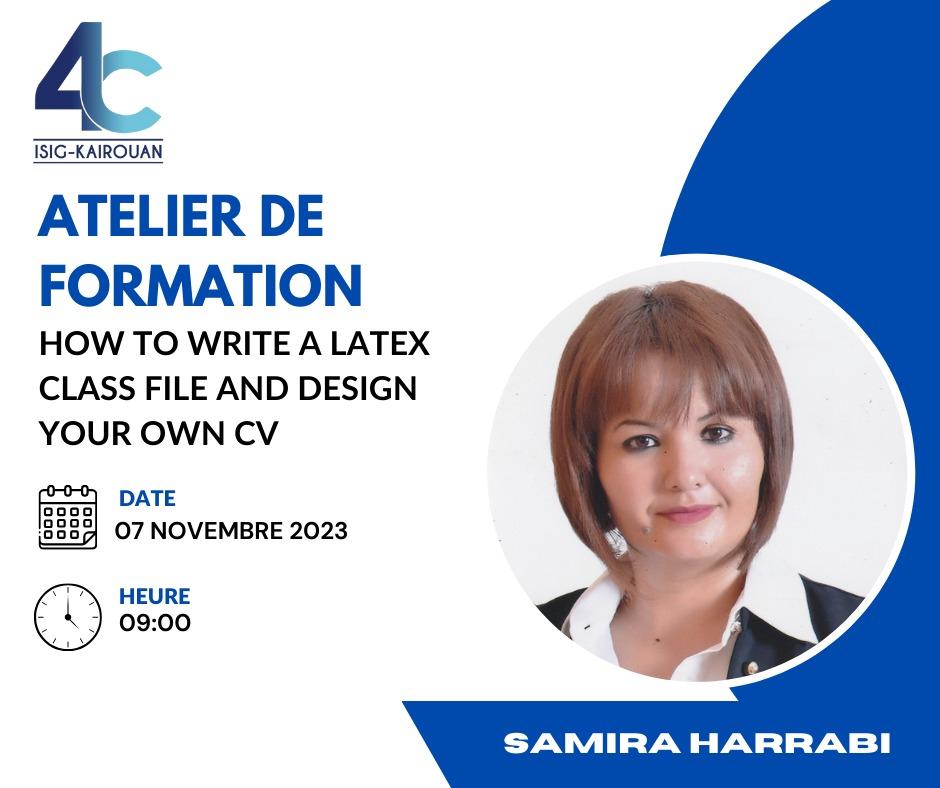 4C
ISIG-KAIROUAN
ATELIER DE
FORMATION
HOW TO WRITE A LATEX
CLASS FILE AND DESIGN
YOUR OWN CV
DATE
07 NOVEMBRE 2023
HEURE
09:00
SAMIRA HARRABI